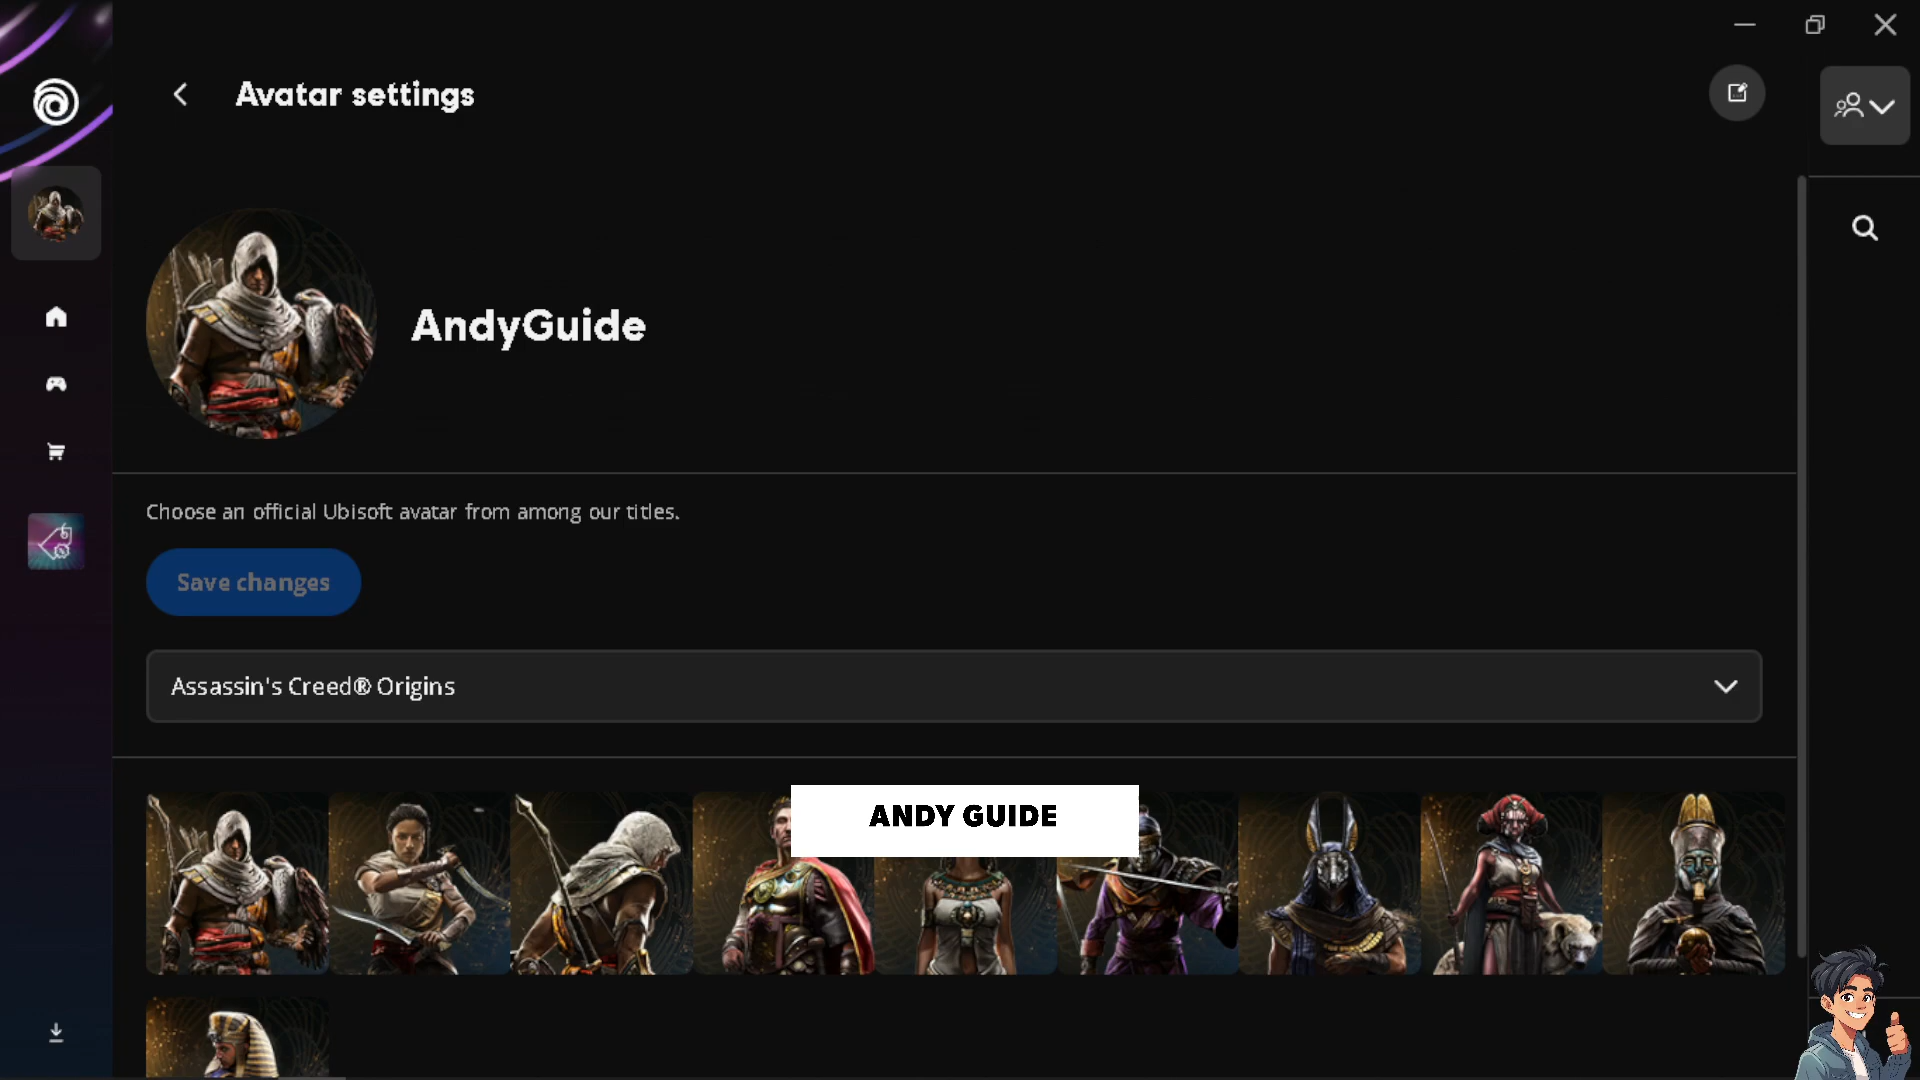 Avatar settings
AndyGuide
Choose an official Ubisoft avatar from among our titles.
Save changes
Assassin's Creed® Origins
ANDY GUIDE